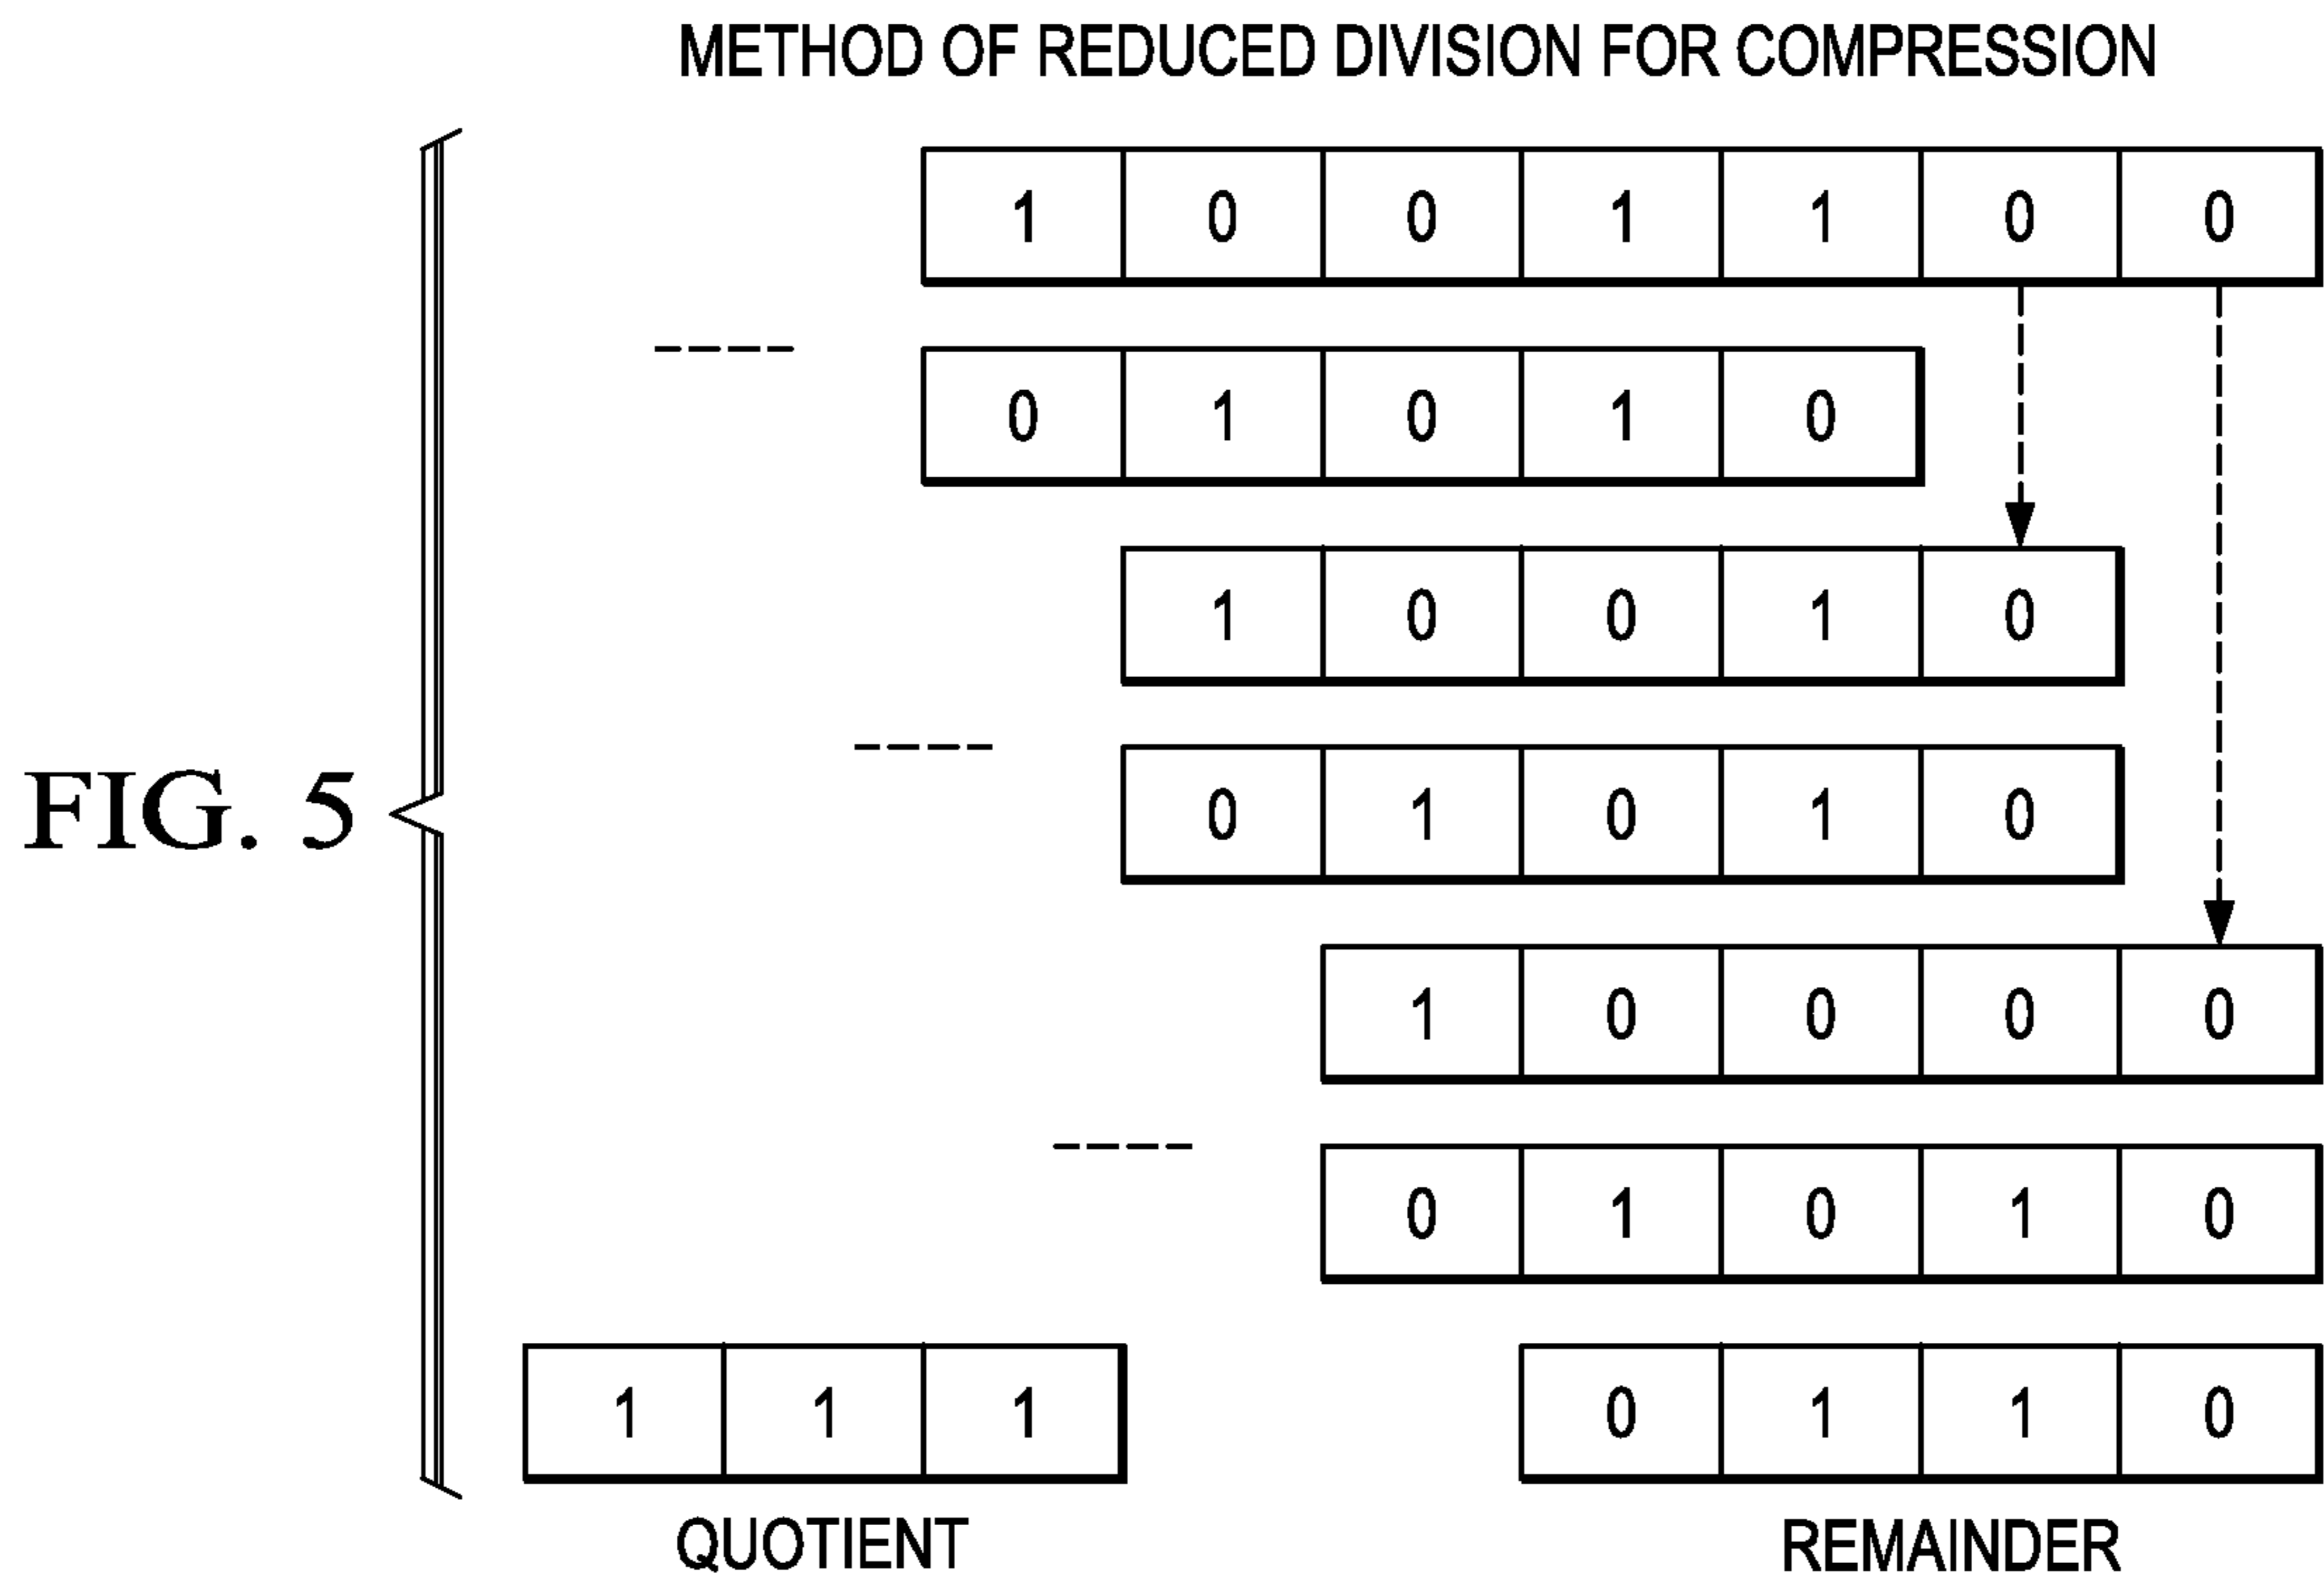 METHOD OF REDUCED DIVISION FOR COMPRESSION
1 0 0 1 1 0 0
0 1 0 1 0
1 0 0 1 0
FIG. 5
0 1 0 1 0
1 0 0 0 0
0 1 0 1 0
1 1 1 0 1 1 0
QUOTIENT REMAINDER